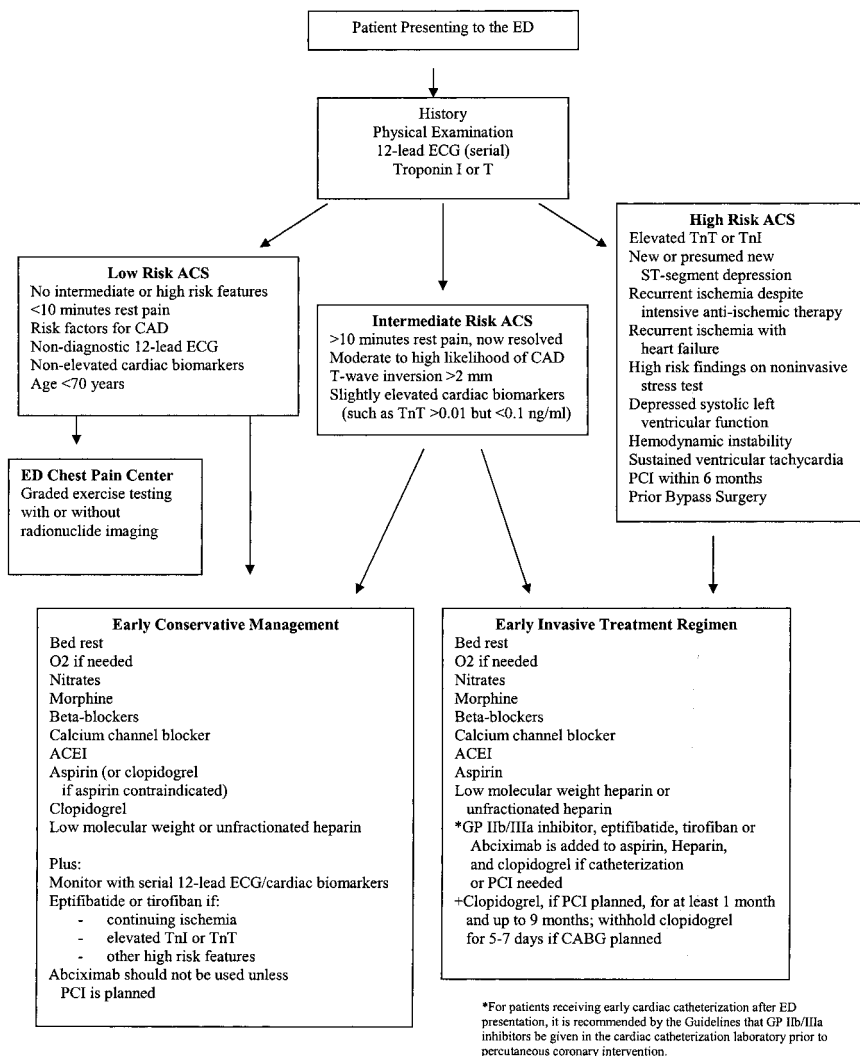 Patient Presenting to the ED
History
Physical Examination
12-lead ECG (serial)
Troponin I or T
Low Risk ACS
No intermediate or high risk features
<10 minutes rest pain
Risk factors for CAD
Non-diagnostic 12-lead ECG
Non-elevated cardiac biomarkers
Age <70 years
Intermediate Risk ACS
>10 minutes rest pain, now resolved
Moderate to high likelihood of CAD
T-wave inversion >2 mm
Slightly elevated cardiac biomarkers
(such as TnT >0.01 but <0.1 ng/ml)
High Risk ACS
Elevated TnT or TnI
New or presumed new
ST-segment depression
Recurrent ischemia despite
intensive anti-ischemic therapy
Recurrent ischemia with
heart failure
High risk findings on noninvasive
stress test
Depressed systolic left
ventricular function
Hemodynamic instability
Sustained ventricular tachycardia
PCI within 6 months
Prior Bypass Surgery
ED Chest Pain Center
Graded exercise testing
with or without
radionuclide imaging
Early Conservative Management
Bed rest
O2 if needed
Nitrates
Morphine
Beta-blockers
Calcium channel blocker
ACEI
Aspirin (or clopidogrel
if aspirin contraindicated)
Clopidogrel
Low molecular weight or unfractionated heparin
Plus:
Monitor with serial 12-lead ECG/cardiac biomarkers
Eptifibatide or tirofiban if:
- continuing ischemia
- elevated TnI or TnT
- other high risk features
Abciximab should not be used unless
PCI is planned
Early Invasive Treatment Regimen
Bed rest
O2 if needed
Nitrates
Morphine
Beta-blockers
Calcium channel blocker
ACEI
Aspirin
Low molecular weight heparin or
unfractionated heparin
*GP IIb/IIIa inhibitor, eptifibatide, tirofiban or
Abciximab is added to aspirin, Heparin,
and clopidogrel if catheterization
or PCI needed
+Clopidogrel, if PCI planned, for at least 1 month
and up to 9 months; withhold clopidogrel
for 5-7 days if CABG planned
*For patients receiving early cardiac catheterization after ED
presentation, it is recommended by the Guidelines that GP IIb/IIIa
inhibitors be given in the cardiac catheterization laboratory prior to
percutaneous coronary intervention.